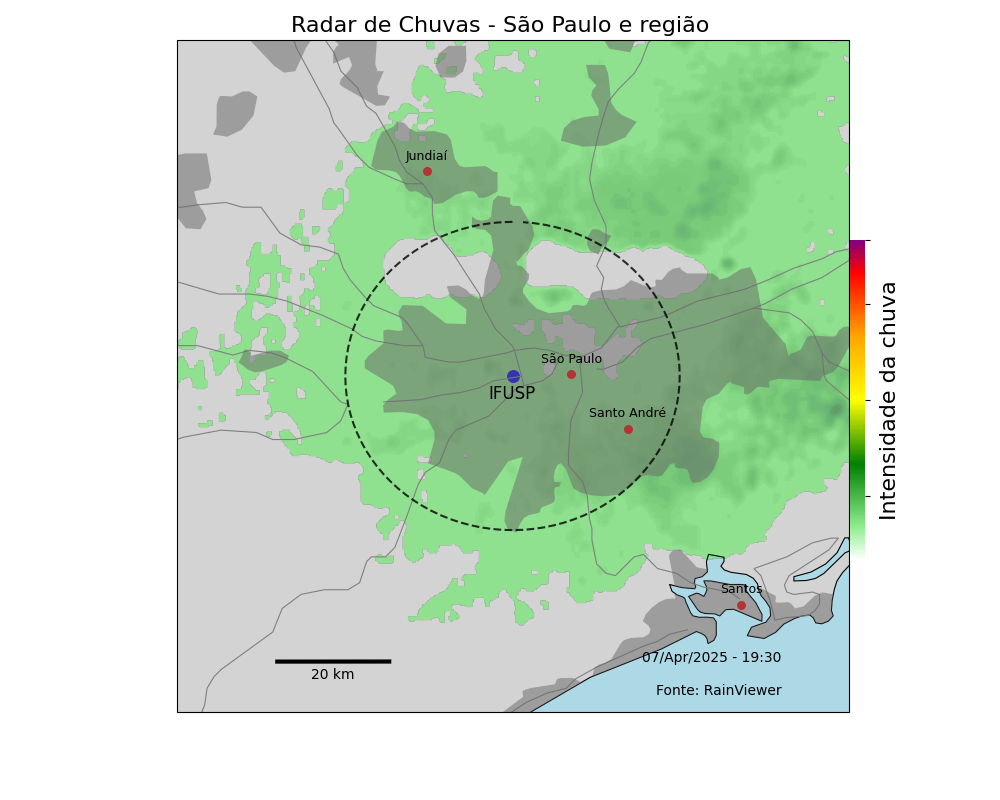 Radar de Chuvas - São Paulo e região
Jundiaí
São Paulo
IFUSP
Santo André
Intensidade da chuva
Santos
07/Apr/2025 - 19:30
20 km
Fonte: RainViewer